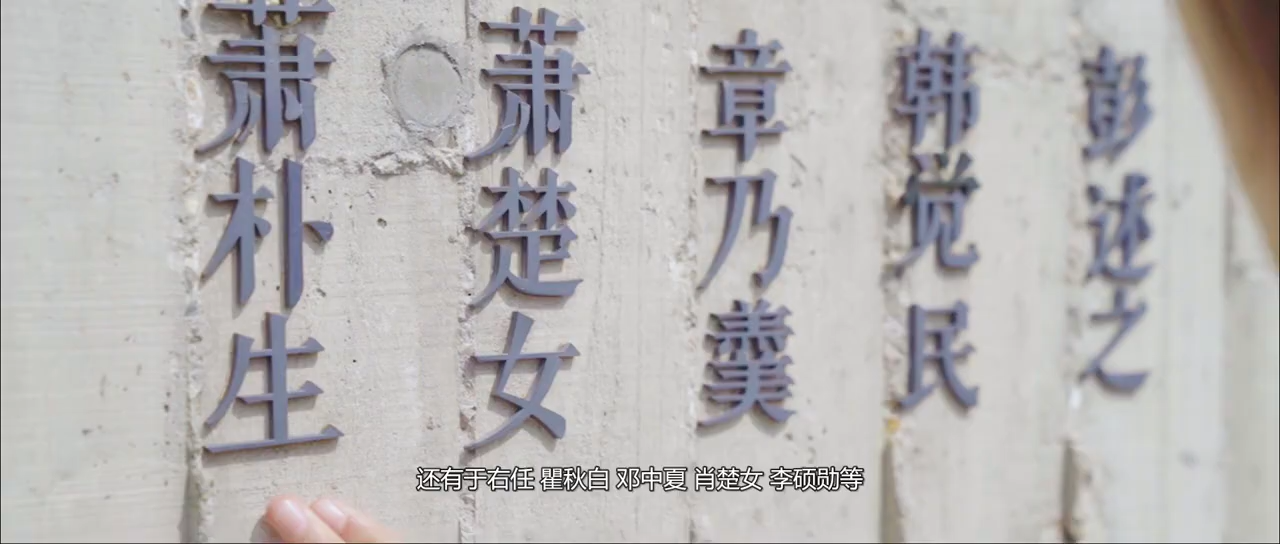 萧朴生
萧楚女
章乃羹
韩觉民
彭述之
还有于右任 瞿秋白 邓中夏 肖楚女 李硕勋等